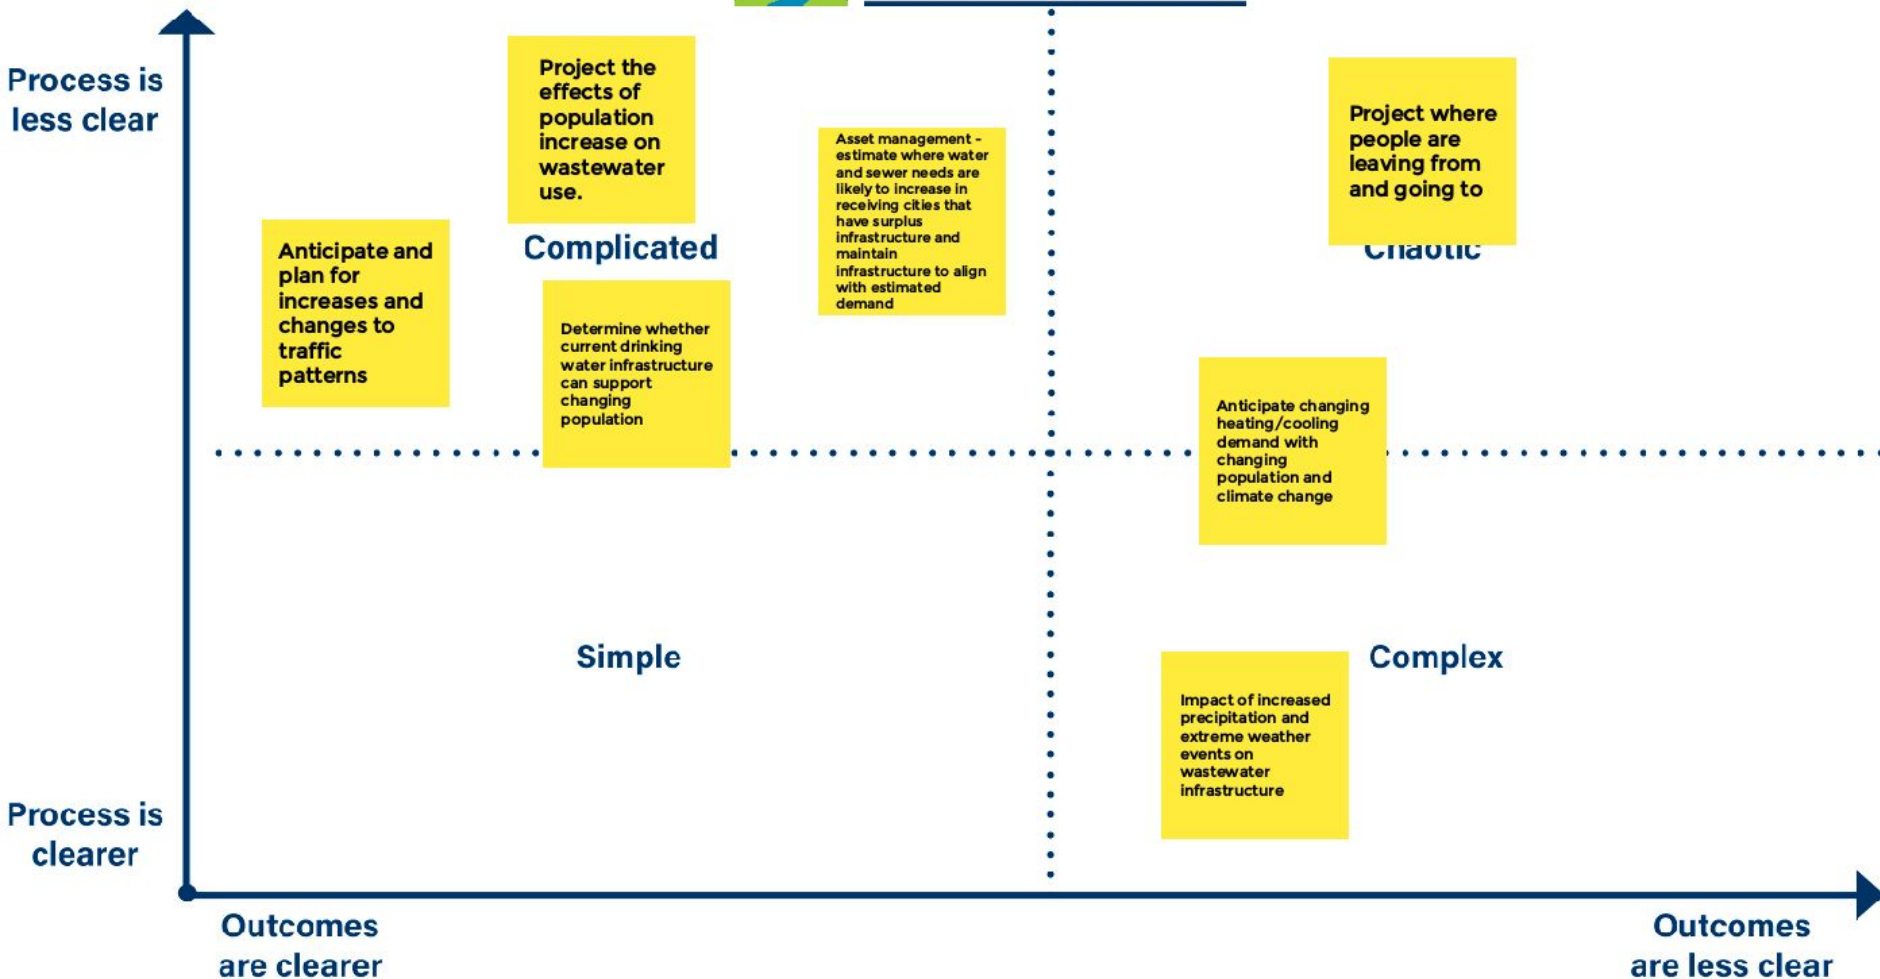 Process is
less clear
Project the
effects of
population
increase on
wastewater
use.
Asset management -
estimate where water
and sewer needs are
likely to increase in
receiving cities that
have surplus
infrastructure and
maintain
infrastructure to align
with estimated
demand
Project where
people are
leaving from
and going to
Anticipate and
plan for
increases and
changes to
traffic
patterns
Complicated
Chaotic
Determine whether
current drinking
water infrastructure
can support
changing
population
Anticipate changing
heating/cooling
demand with
changing
population and
climate change
Simple
Complex
Impact of increased
precipitation and
extreme weather
events on
wastewater
infrastructure
Process is
clearer
Outcomes
are clearer
Outcomes
are less clear